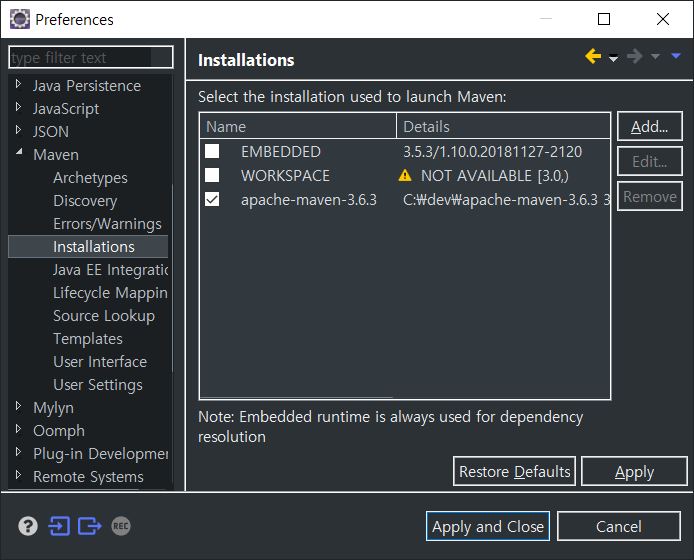 Preferences
type filter text
Java Persistence
JavaScript
JSON
Maven
Archetypes
Discovery
Errors/Warnings
Installations
Java EE Integratic
Lifecycle Mappin
Source Lookup
Templates
User Interface
User Settings
Mylyn
Oomph
Plug-in Developmer
Remote Systems
Installations
Select the installation used to launch Maven:
Name Details
EMBEDDED 3.5.3/1.10.0.20181127-2120
WORKSPACE NOT AVAILABLE [3.0,)
apache-maven-3.6.3 C:₩dev₩apache-maven-3.6.3 3
Add...
Edit...
Remove
Note: Embedded runtime is always used for dependency
resolution
Restore Defaults Apply
REC
Apply and Close Cancel